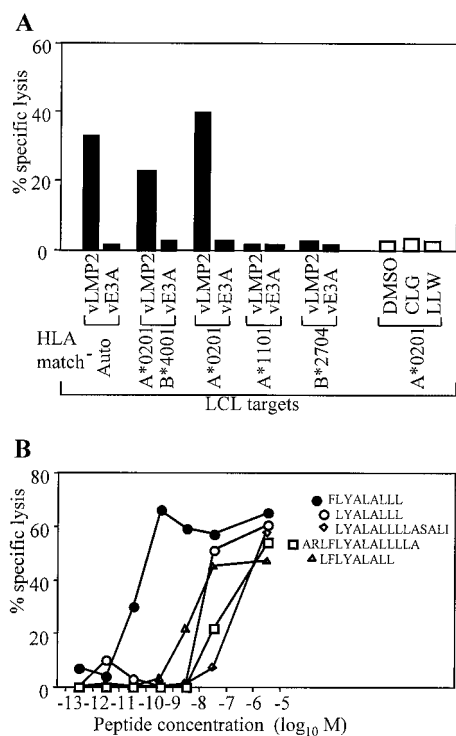 A
60
40
20
0
% specific lysis
vLMP2 vE3A vLMP2 vE3A vLMP2 vE3A vLMP2 vE3A vLMP2 vE3A DMSO CLG LLW
HLA match
Auto A*0201 B*4001 A*0201 A*1101 B*2704 A*0201
LCL targets
B
80
60
40
20
0
% specific lysis
FLYALALLL
LYALALLL
LYALALLLLASALI
ARLFLYALALLLLA
LFLYALALL
-13 -12 -11 -10 -9 -8 -7 -6 -5
Peptide concentration (log10 M)